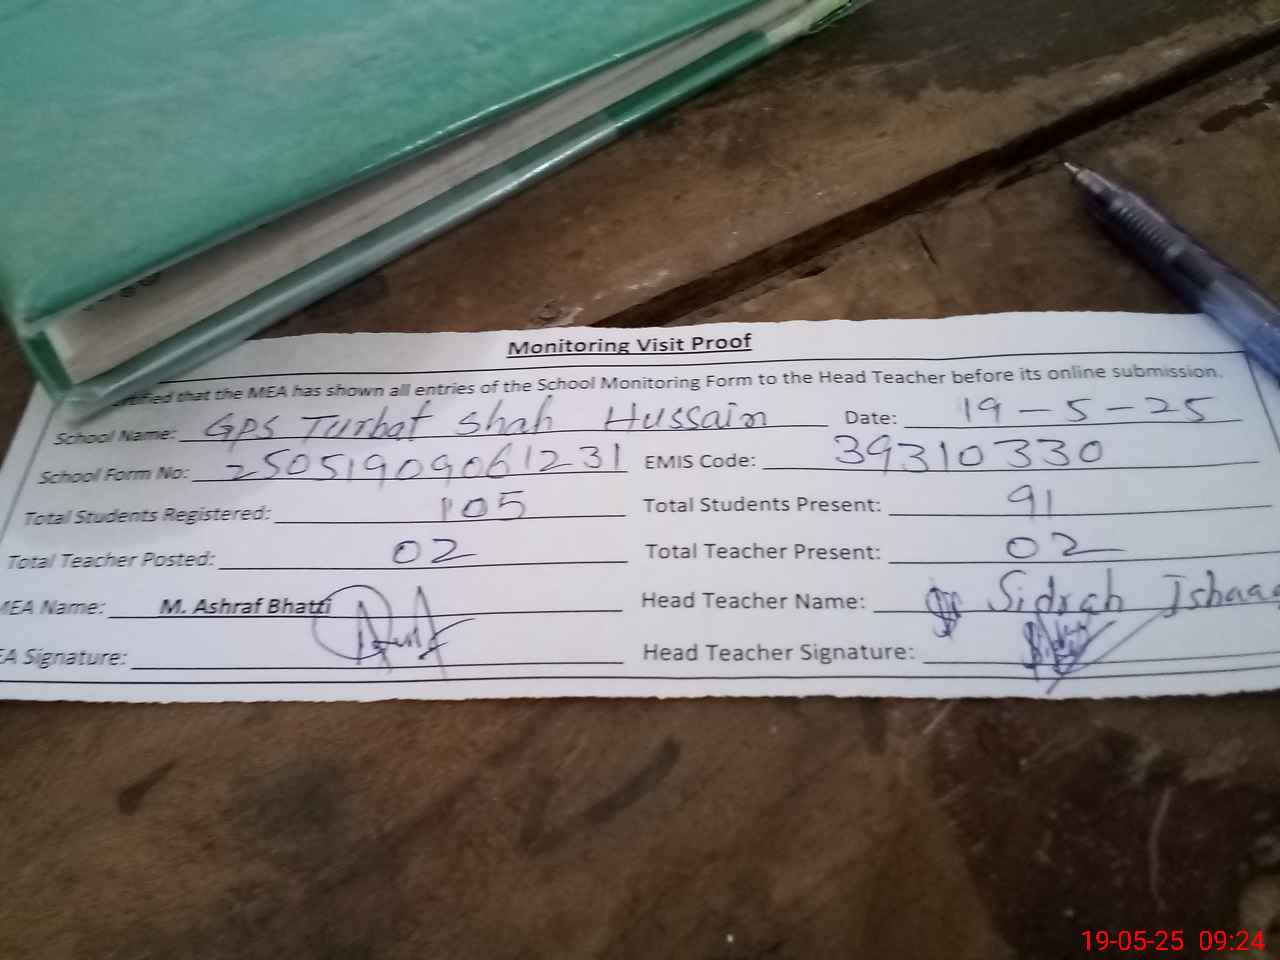 Monitoring Visit Proof
that the MEA has shown all entries of the School Monitoring Form to the Head Teacher before its online submission.
School Name: GPS Turbat Shah Hussain Date: 19-5-25
School Form No: 25051909061231 EMIS Code: 39310330
Total Students Registered: 105 Total Students Present: 91
Total Teacher Posted: 02 Total Teacher Present: 02
MEA Name: M. Ashraf Bhatti Head Teacher Name: Sidrah Ishaaq
Signature: Head Teacher Signature:
19-05-25 09:24